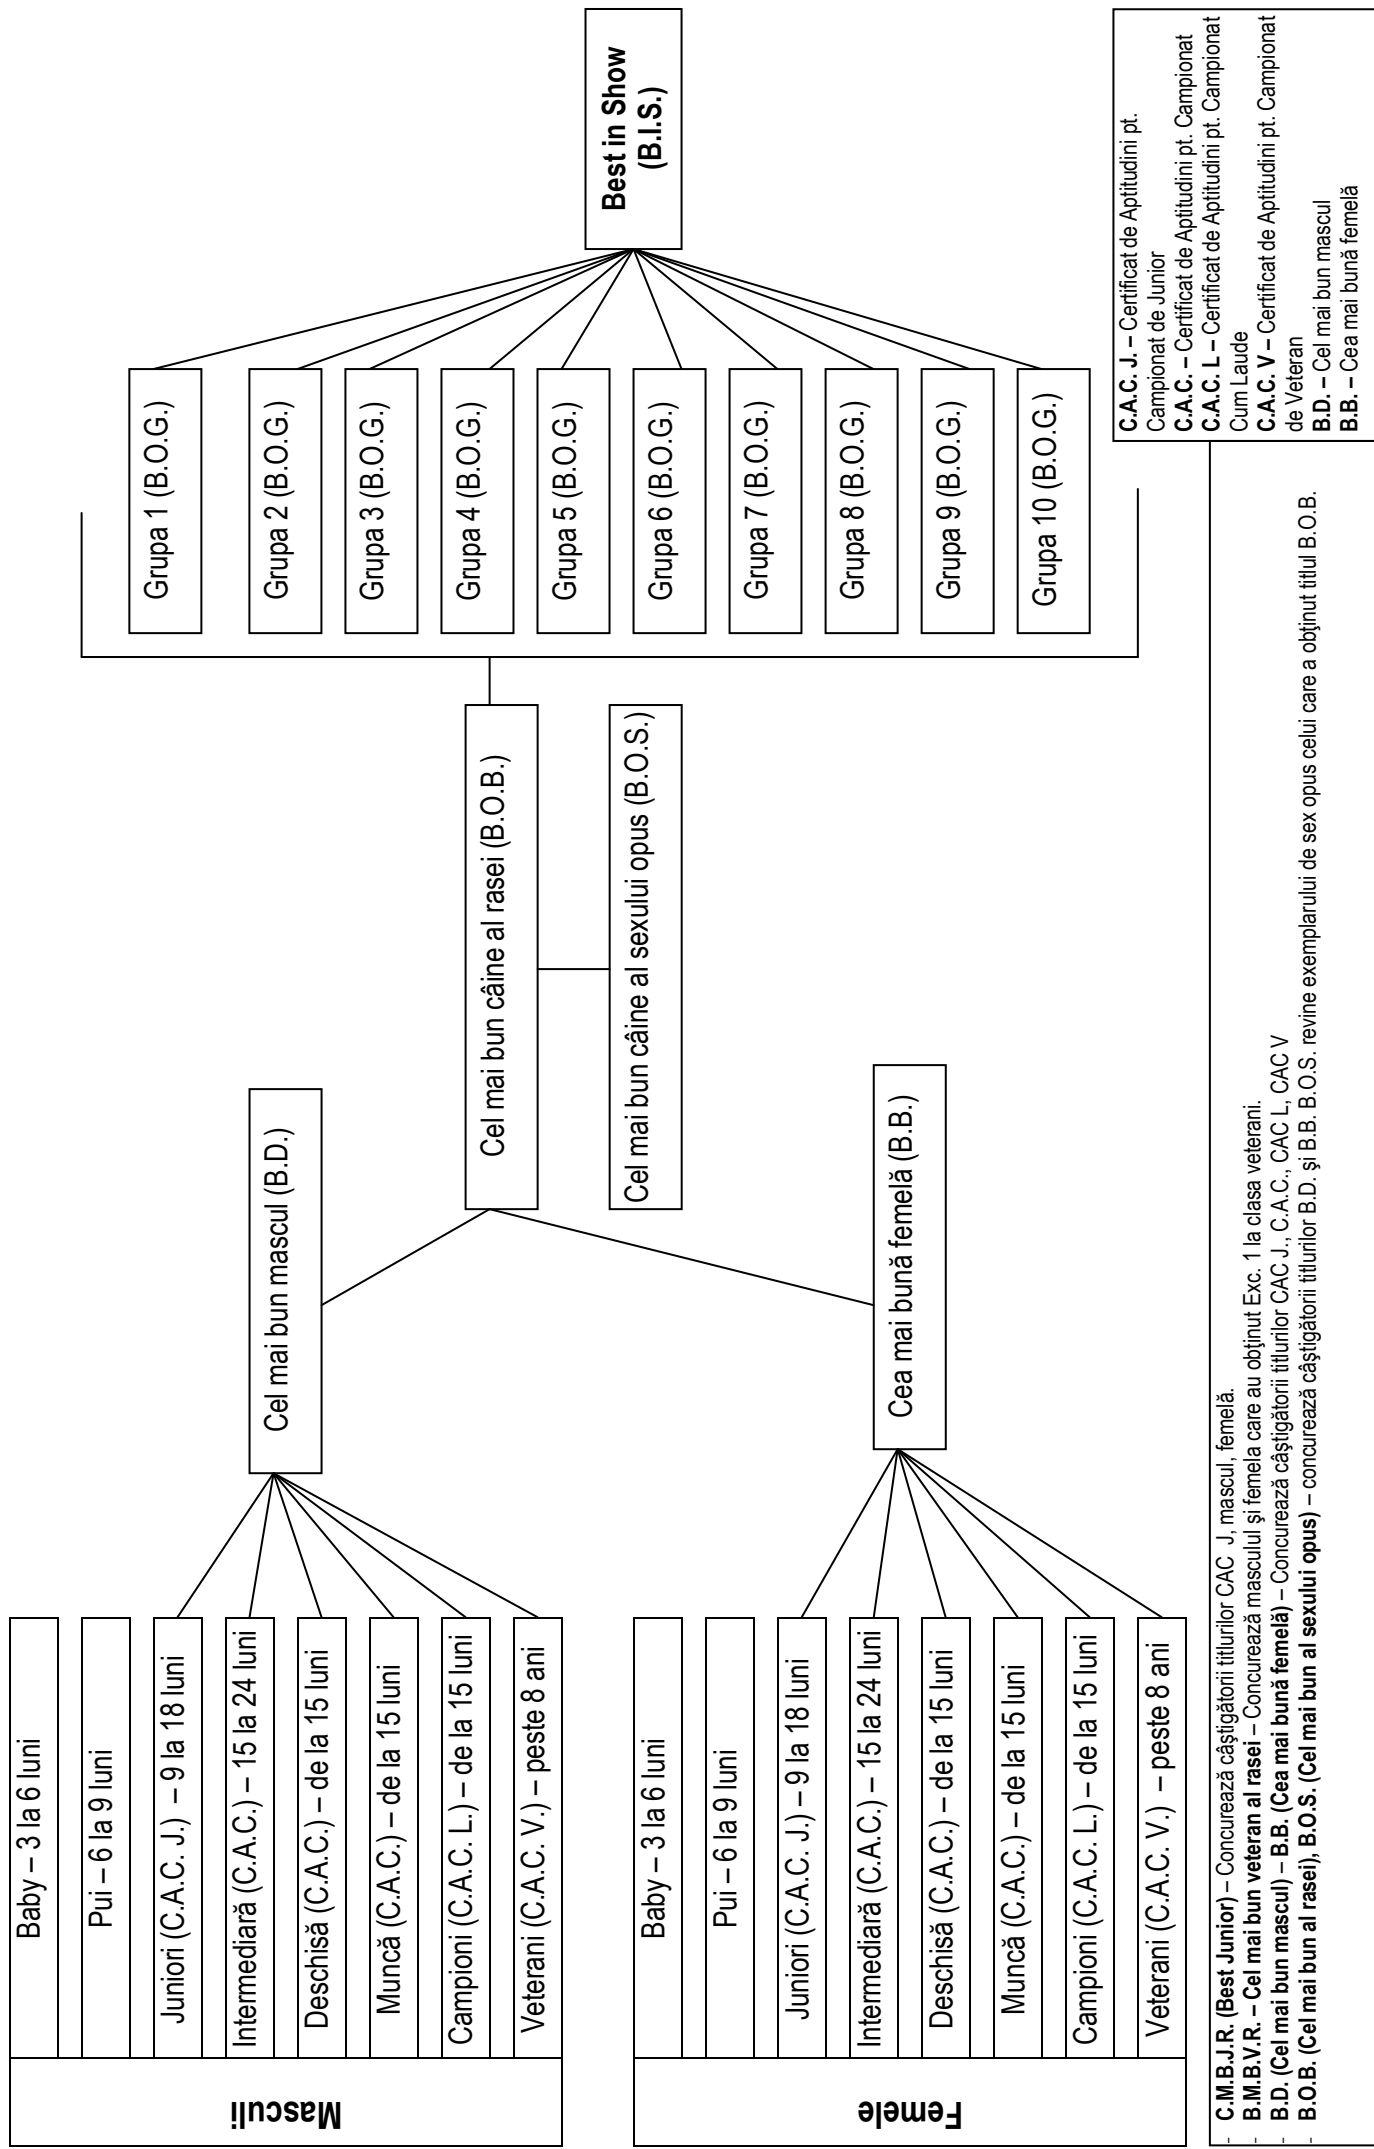 Masculi
Baby – 3 la 6 luni
Pui – 6 la 9 luni
Juniori (C.A.C. J.) – 9 la 18 luni
Intermediară (C.A.C.) – 15 la 24 luni
Deschisă (C.A.C.) – de la 15 luni
Muncă (C.A.C.) – de la 15 luni
Campioni (C.A.C. L.) – de la 15 luni
Veterani (C.A.C. V.) – peste 8 ani
Femele
Baby – 3 la 6 luni
Pui – 6 la 9 luni
Juniori (C.A.C. J.) – 9 la 18 luni
Intermediară (C.A.C.) – 15 la 24 luni
Deschisă (C.A.C.) – de la 15 luni
Muncă (C.A.C.) – de la 15 luni
Campioni (C.A.C. L.) – de la 15 luni
Veterani (C.A.C. V.) – peste 8 ani
Cel mai bun mascul (B.D.)
Cea mai bună femelă (B.B.)
Cel mai bun câine al rasei (B.O.B.)
Cel mai bun câine al sexului opus (B.O.S.)
Grupa 1 (B.O.G.)
Grupa 2 (B.O.G.)
Grupa 3 (B.O.G.)
Grupa 4 (B.O.G.)
Grupa 5 (B.O.G.)
Grupa 6 (B.O.G.)
Grupa 7 (B.O.G.)
Grupa 8 (B.O.G.)
Grupa 9 (B.O.G.)
Grupa 10 (B.O.G.)
Best in Show
(B.I.S.)
C.A.C. J. – Certificat de Aptitudini pt.
Campionat de Junior
C.A.C. – Certificat de Aptitudini pt. Campionat
C.A.C. L – Certificat de Aptitudini pt. Campionat
Cum Laude
C.A.C. V – Certificat de Aptitudini pt. Campionat
de Veteran
B.D. – Cel mai bun mascul
B.B. – Cea mai bună femelă
- C.M.B.J.R. (Best Junior) – Concurează câştigătorii titlurilor CAC J, mascul, femelă.
- B.M.B.V.R. – Cel mai bun veteran al rasei – Concurează masculul şi femela care au obţinut Exc. 1 la clasa veterani.
- B.D. (Cel mai bun mascul) – B.B. (Cea mai bună femelă) – Concurează câştigătorii titlurilor CAC J., C.A.C., CAC L, CAC V
- B.O.B. (Cel mai bun al rasei), B.O.S. (Cel mai bun al sexului opus) – concurează câştigătorii titlurilor B.D. şi B.B. B.O.S. revine exemplarului de sex opus celui care a obţinut titlul B.O.B.